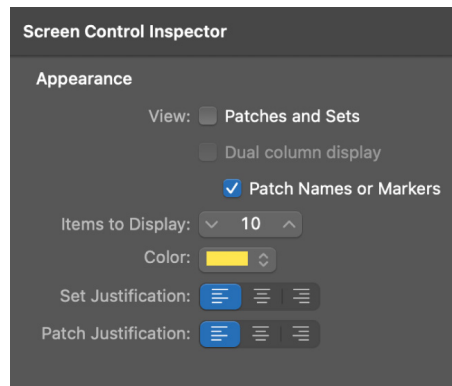 Screen Control Inspector
Appearance
View: Patches and Sets
Dual column display
Patch Names or Markers
Items to Display: 10
Color:
Set Justification:
Patch Justification: